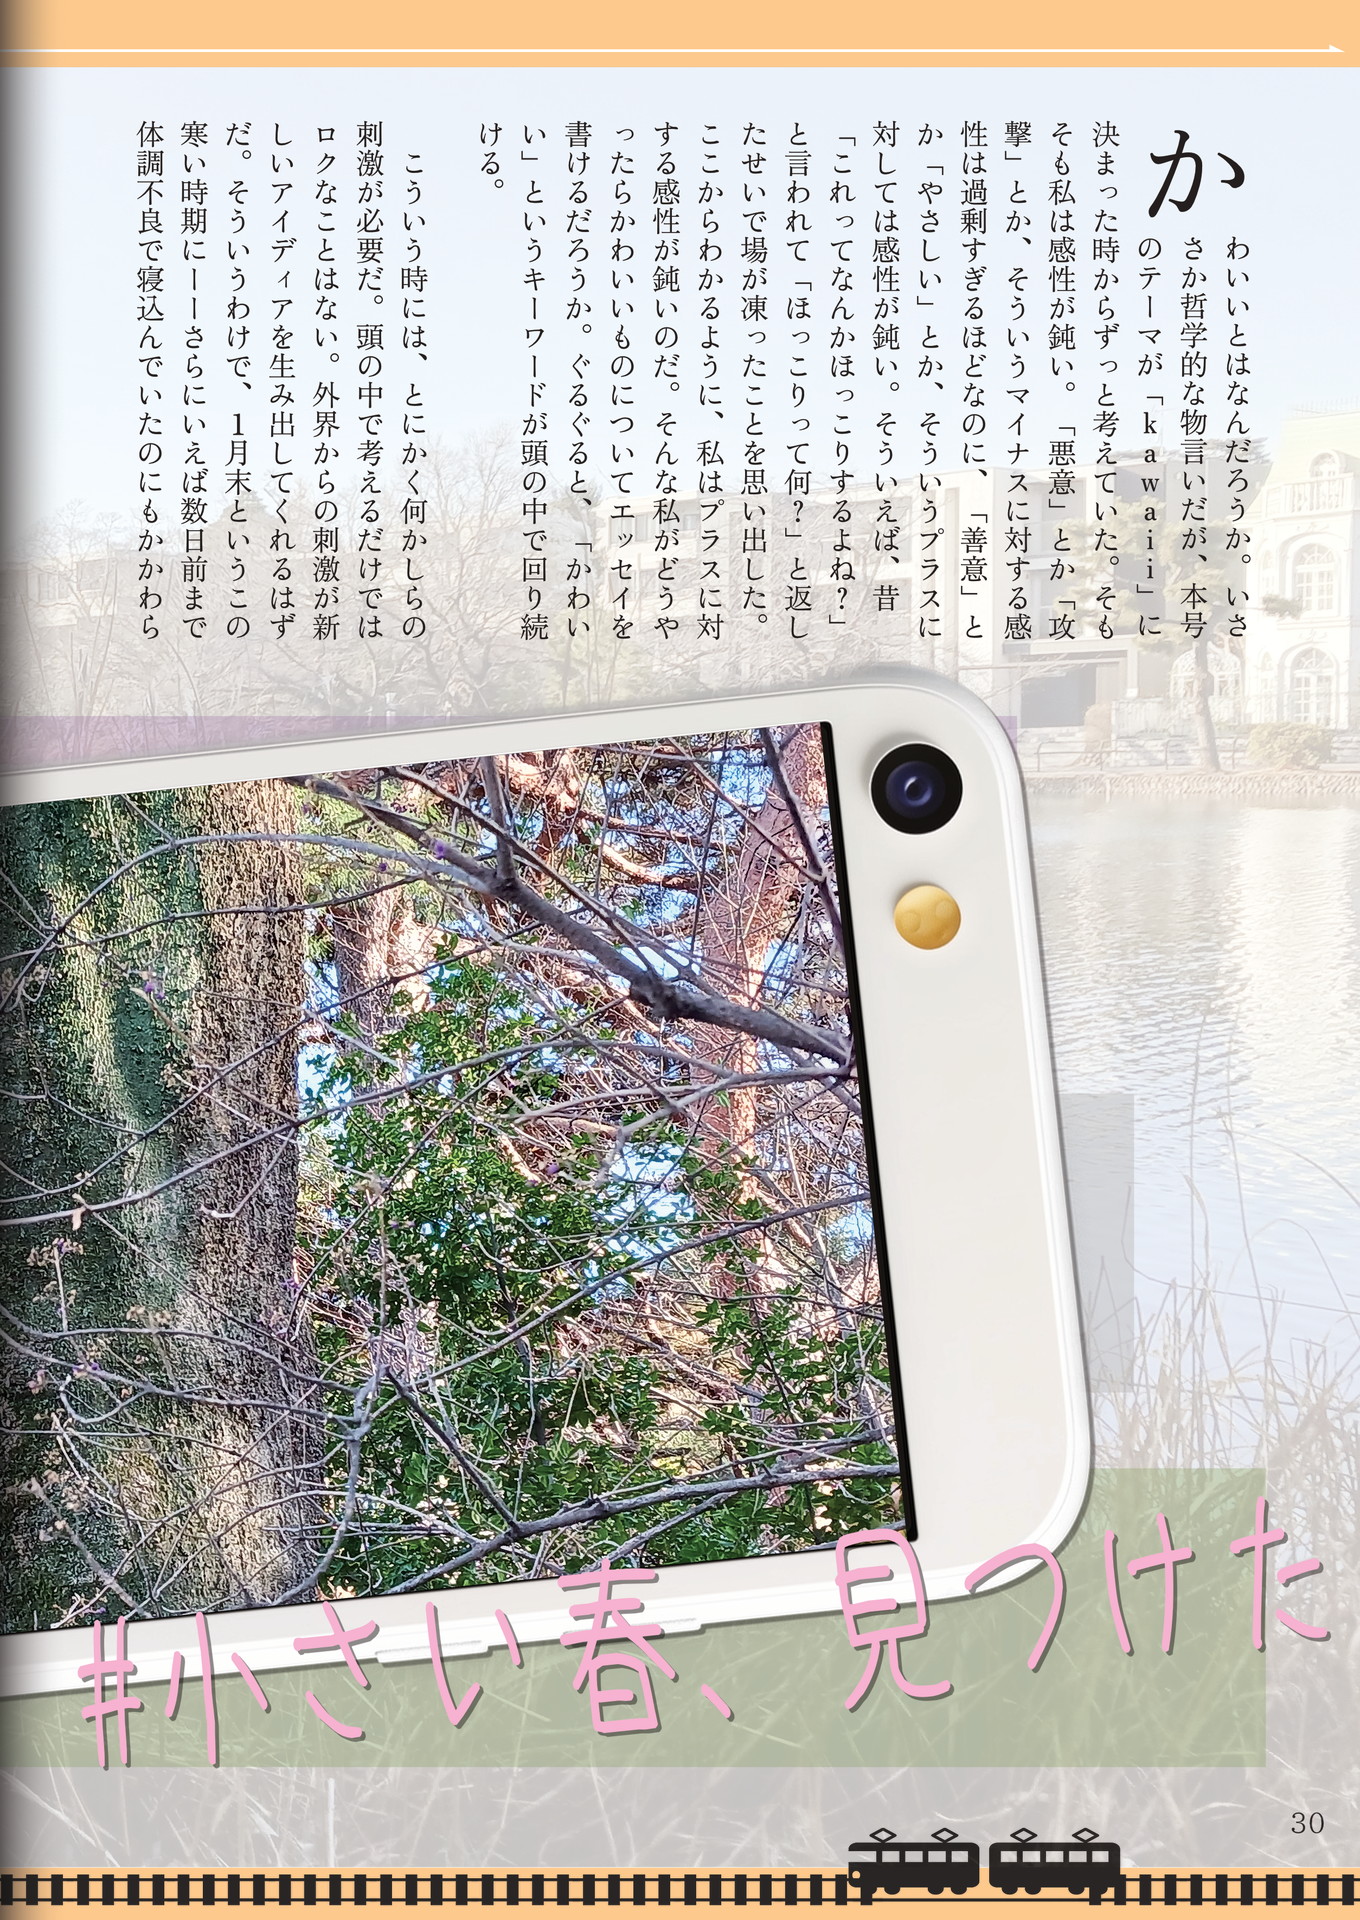 かわいいとはなんだろうか。いさ
さか哲学的な物言いだが、本号
のテーマが「kawaii」に
決まった時からずっと考えていた。そも
そも私は感性が鈍い。「悪意」とか「攻
撃」とか、そういうマイナスに対する感
性は過剰すぎるほどなのに、「善意」と
か「やさしい」とか、そういうプラスに
対しては感性が鈍い。そういえば、昔
「これってなんかほっこりするよね？」
と言われて「ほっこりって何？」と返し
たせいで場が凍ったことを思い出した。
ここからわかるように、私はプラスに対
する感性が鈍いのだ。そんな私がどうや
ったらかわいいものについてエッセイを
書けるだろうか。ぐるぐると、「かわい
い」というキーワードが頭の中で回り続
ける。
こういう時には、とにかく何かしらの
刺激が必要だ。頭の中で考えるだけでは
ロクなことはない。外界からの刺激が新
しいアイディアを生み出してくれるはず
だ。そういうわけで、1月末というこの
寒い時期にーーさらにいえば数日前まで
体調不良で寝込んでいたのにもかかわら
#小さい春、見つけた
30